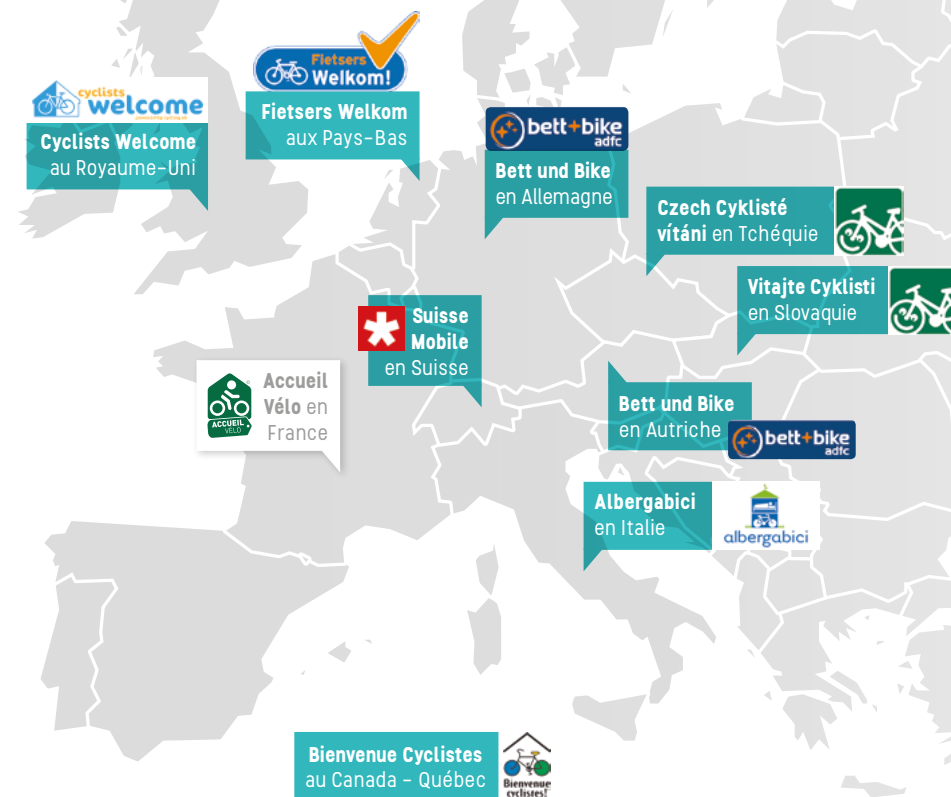 cyclists
welcome
Cyclists Welcome
au Royaume-Uni
Fietsers
Welkom!
Fietsers Welkom
aux Pays-Bas
bett+bike
adfc
Bett und Bike
en Allemagne
Czech Cyklisté
vítáni en Tchéquie
Vitajte Cyklisti
en Slovaquie
Suisse
Mobile
en Suisse
ACCUEIL
VÉLO
Accueil
Vélo en
France
Bett und Bike
en Autriche
bett+bike
adfc
Albergabici
en Italie
albergabici
Bienvenue Cyclistes
au Canada - Québec
Bienvenue
cyclistes!